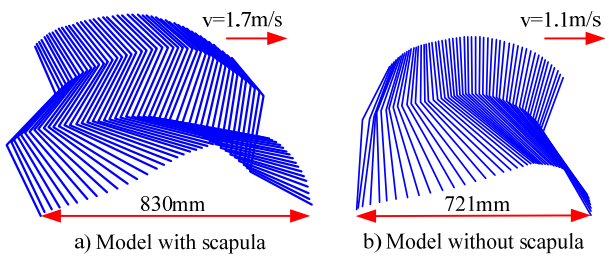 v=1.7m/s
v=1.1m/s
830mm
721mm
a) Model with scapula
b) Model without scapula